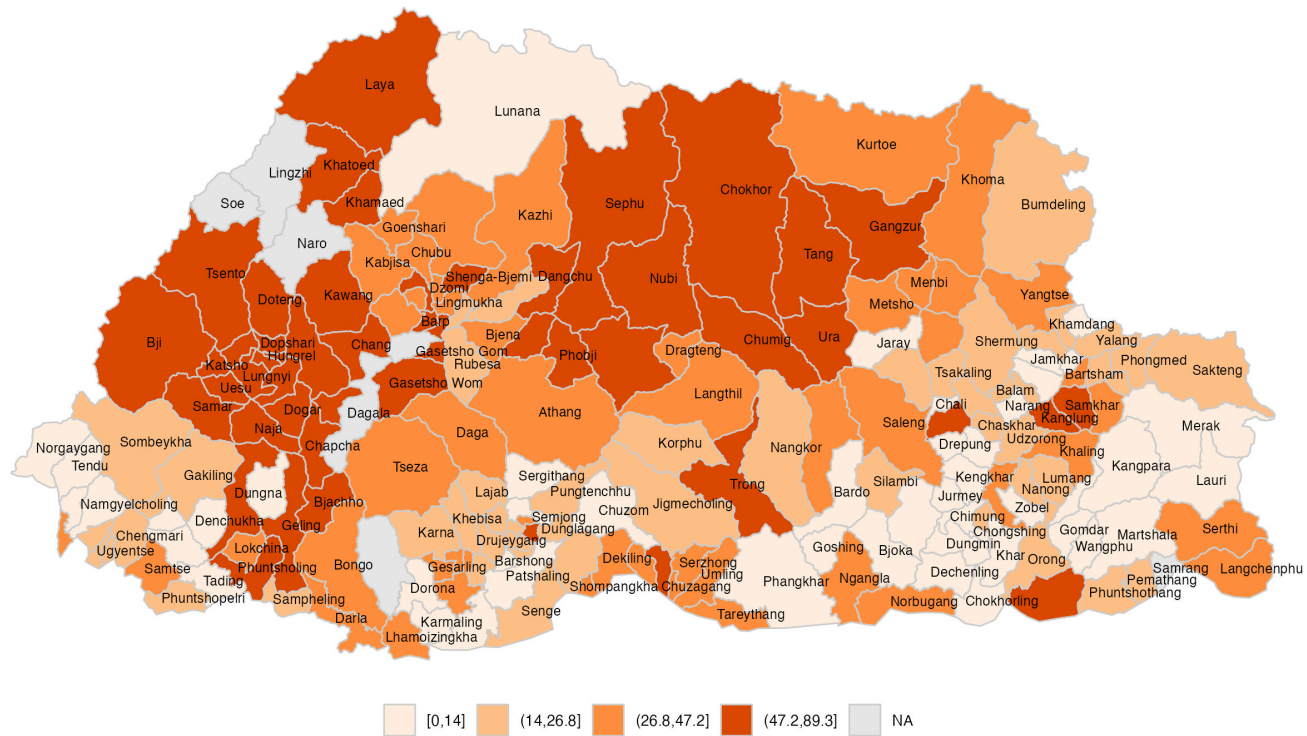 Laya
Lunana
Kurtoe
Khatoed
Lingzhi
Khoma
Chokhor
Khamaed
Soe
Sephu
Bumdeling
Kazhi
Goenshari
Gangzur
Naro
Chubu
Tang
Kabjisa
Tsento
Shenga-Bjemi
Dangchu
Nubi
Menbi
Dzomi
Kawang
Yangtse
Doteng
Lingmukha
Metsho
Barp
Khamdang
Bjena
Ura
Chumig
Yalang
Bji
Dopshari
Chang
Jaray
Shermung
Hungrel
Gasetsho Gom
Phobji
Dragteng
Jamkhar
Phongmed
Katsho
Rubesa
Sakteng
Lungnyi
Tsakaling
Bartsham
Uesu
Gasetsho
Wom
Balam
Langthil
Samar
Dogar
Dagala
Athang
Chali
Narang
Samkhar
Kanglung
Naja
Saleng
Chaskhar
Merak
Daga
Udzorong
Sombeykha
Chapcha
Korphu
Nangkor
Drepung
Norgaygang
Khaling
Tendu
Tseza
Kangpara
Gakiling
Sergithang
Kengkhar
Lumang
Lauri
Silambi
Trong
Nanong
Dungna
Lajab
Pungtenchhu
Bardo
Jurmey
Namgyelcholing
Bjachho
Jigmecholing
Zobel
Chuzom
Denchukha
Khebisa
Semjong
Chimung
Geling
Dunglagang
Chongshing
Gomdar
Serthi
Chengmari
Karna
Drujeygang
Martshala
Dungmin
Wangphu
Lokchina
Goshing
Bjoka
Ugyentse
Khar
Orong
Barshong
Dekiling
Serzhong
Bongo
Gesarling
Samtse
Phuntsholing
Umling
Samrang
Langchenphu
Patshaling
Dechenling
Tading
Phangkhar
Ngangla
Pemathang
Dorona
Shompangkha
Chuzagang
Phuntshothang
Phuntshopelri
Sampheling
Norbugang
Chokhorling
Senge
Tareythang
Darla
Karmaling
Lhamoizingkha
[0,14]
(14,26.8]
(26.8,47.2]
(47.2,89.3]
NA